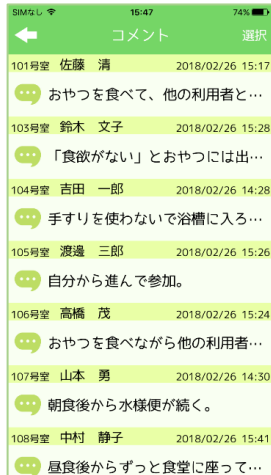 SIMなし 15:47 74%
コメント 選択
101号室 佐藤 清 2018/02/26 15:17
おやつを食べて、他の利用者と…
103号室 鈴木 文子 2018/02/26 15:28
「食欲がない」とおやつには出…
104号室 吉田 一郎 2018/02/26 14:28
手すりを使わないで浴槽に入ろ…
105号室 渡邉 三郎 2018/02/26 15:26
自分から進んで参加。
106号室 高橋 茂 2018/02/26 15:24
おやつを食べながら他の利用者…
107号室 山本 勇 2018/02/26 14:30
朝食後から水様便が続く。
108号室 中村 静子 2018/02/26 15:41
昼食後からずっと食堂に座って…